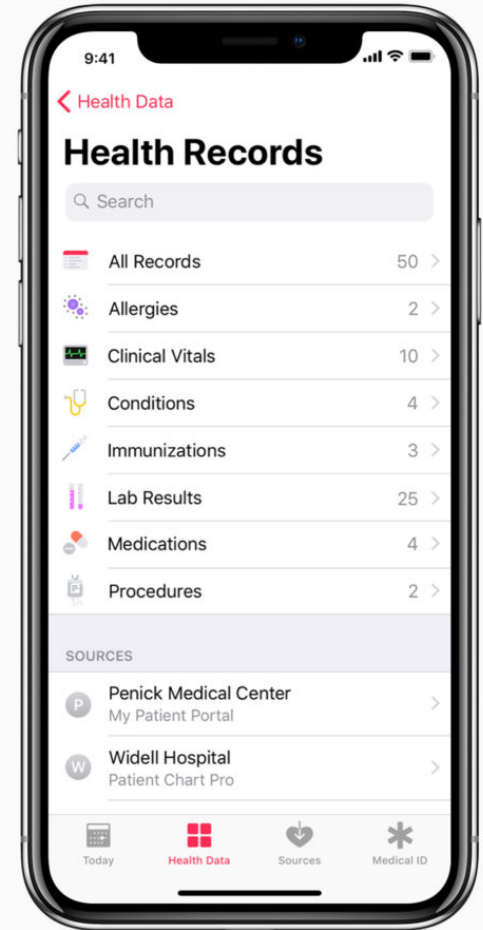 9:41
Health Data
Health Records
Search
All Records 50
Allergies 2
Clinical Vitals 10
Conditions 4
Immunizations 3
Lab Results 25
Medications 4
Procedures 2
SOURCES
P Penick Medical Center
My Patient Portal
W Widell Hospital
Patient Chart Pro
Today Health Data Sources Medical ID